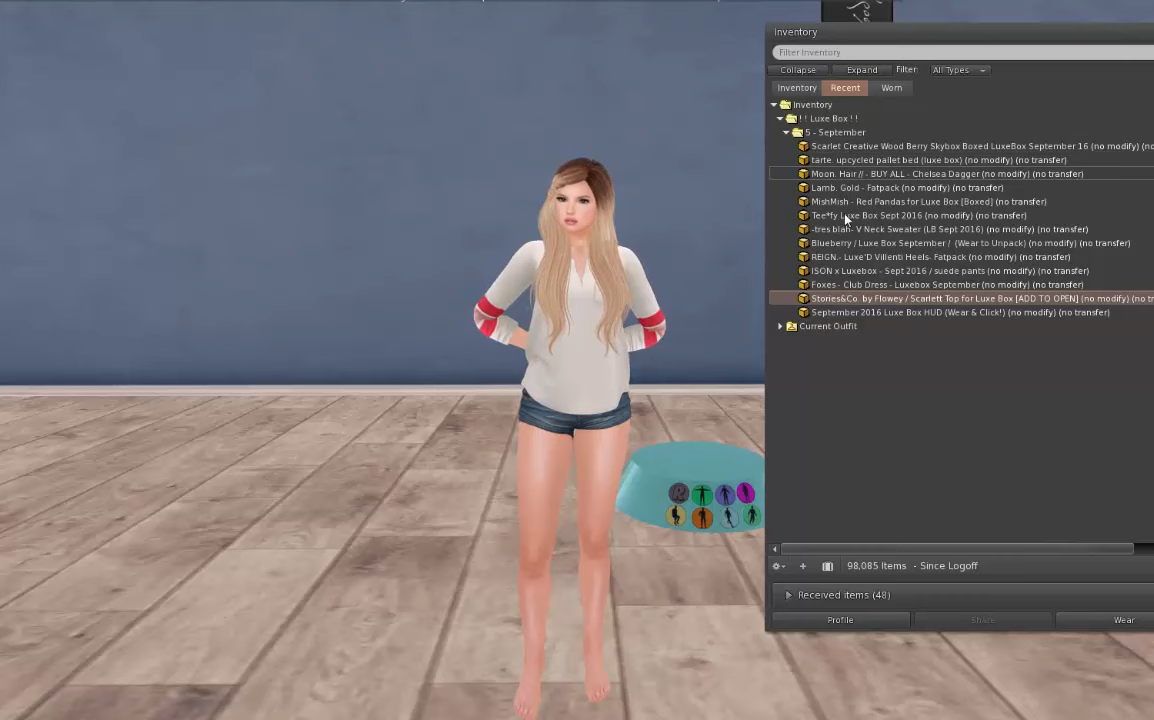 Inventory
Filter Inventory
Collapse Expand Filter: All Types
Inventory Recent Worn
Inventory
! ! Luxe Box ! !
5 - September
Scarlet Creative Wood Berry Skybox Boxed LuxeBox September 16 (no modify) (no
tarte. upcycled pallet bed (luxe box) (no modify) (no transfer)
Moon. Hair // - BUY ALL - Chelsea Dagger (no modify) (no transfer)
Lamb. Gold - Fatpack (no modify) (no transfer)
MishMish - Red Pandas for Luxe Box [Boxed] (no transfer)
Tee*fy Luxe Box Sept 2016 (no modify) (no transfer)
-tres blah- V Neck Sweater (LB Sept 2016) (no modify) (no transfer)
Blueberry / Luxe Box September / (Wear to Unpack) (no modify) (no transfer)
REIGN.- Luxe'D Villenti Heels- Fatpack (no modify) (no transfer)
ISON x Luxebox - Sept 2016 / suede pants (no modify) (no transfer)
Foxes - Club Dress - Luxebox September (no modify) (no transfer)
Stories&Co. by Flowey / Scarlett Top for Luxe Box [ADD TO OPEN] (no modify) (no tr
September 2016 Luxe Box HUD (Wear & Click!) (no modify) (no transfer)
Current Outfit
98,085 Items - Since Logoff
Received items (48)
Profile Share Wear